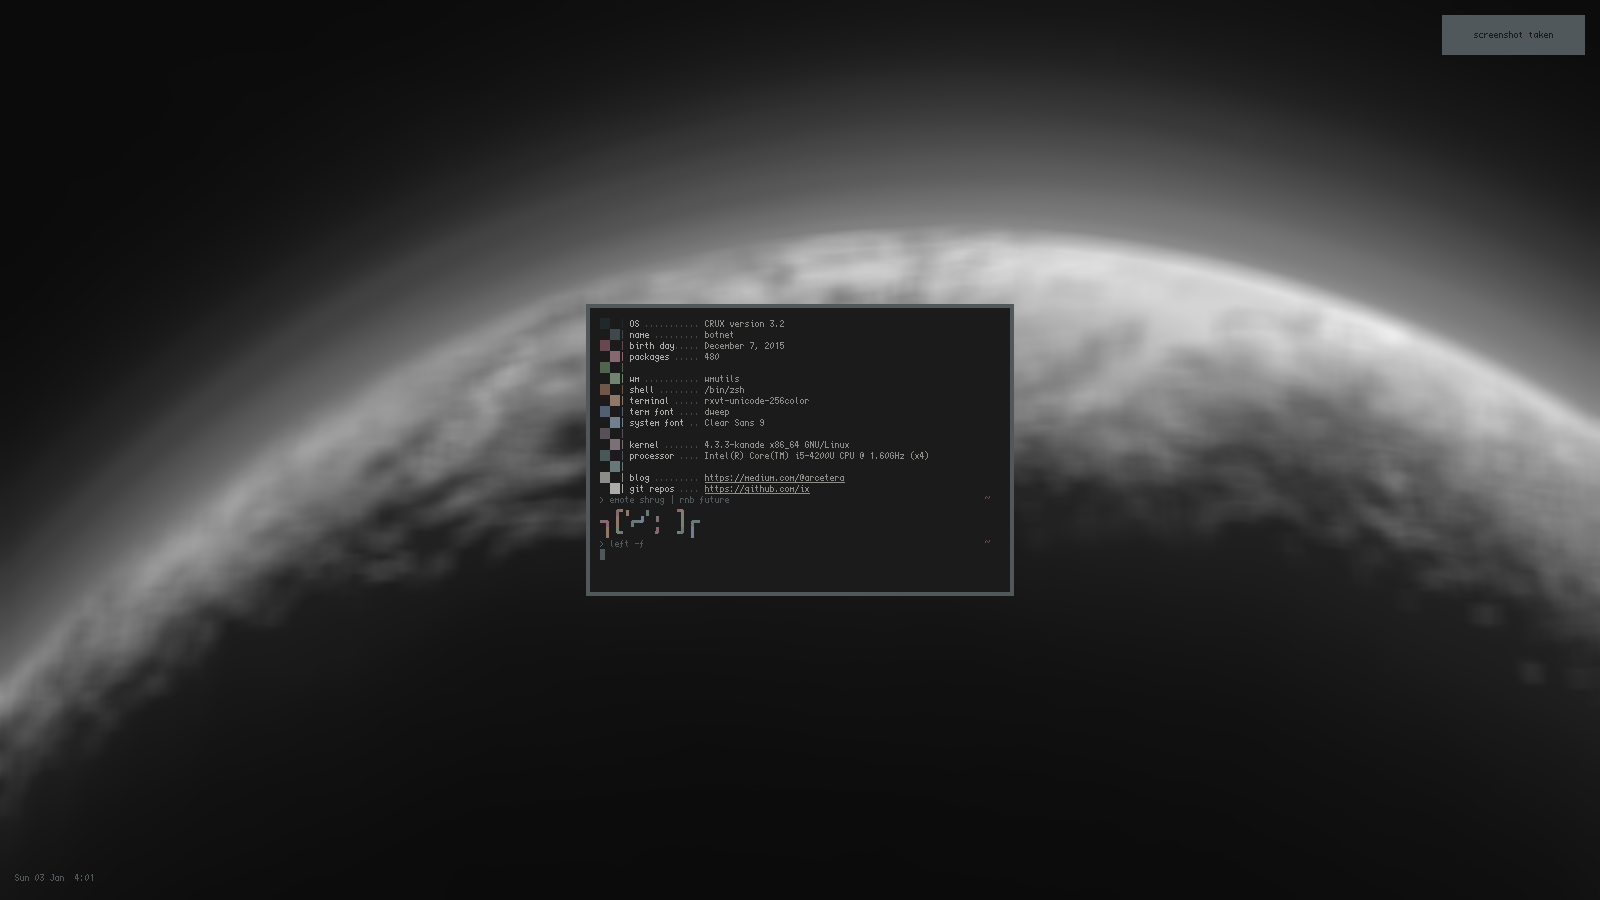 screenshot taken
OS ........... CRUX version 3.2
name ......... botnet
birth day..... December 7, 2015
packages ..... 480
wm ........... wmutils
shell ........ /bin/zsh
terminal ..... rxvt-unicode-256color
term font .... dweep
system font .. Clear Sans 9
kernel ....... 4.3.3-kanade x86_64 GNU/Linux
processor .... Intel(R) Core(TM) i5-4200U CPU @ 1.60GHz (x4)
blog ......... https://medium.com/@arcetera
git repos .... https://github.com/ix
> emote shrug | rnb future ~
> left -f ~
Sun 03 Jan 4:01